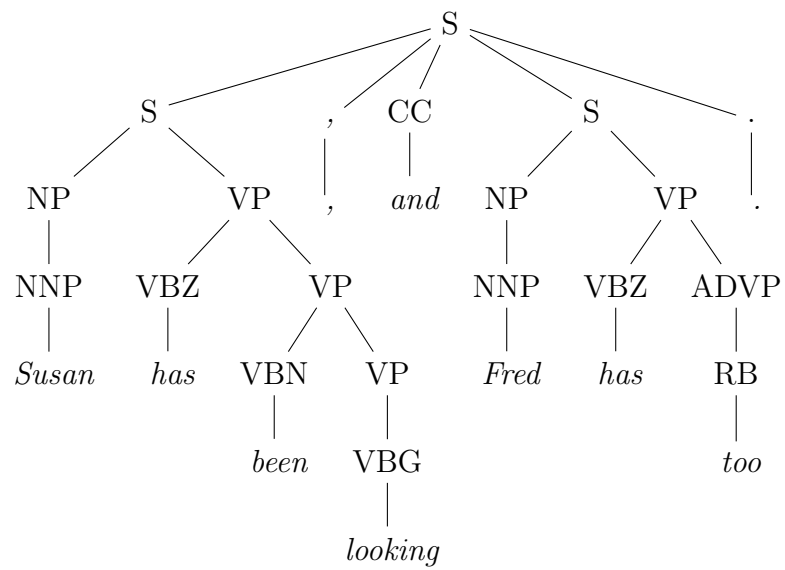 S
S , CC S .
NP VP , and NP VP .
NNP VBZ VP NNP VBZ ADVP
Susan has VBN VP Fred has RB
been VBG too
looking